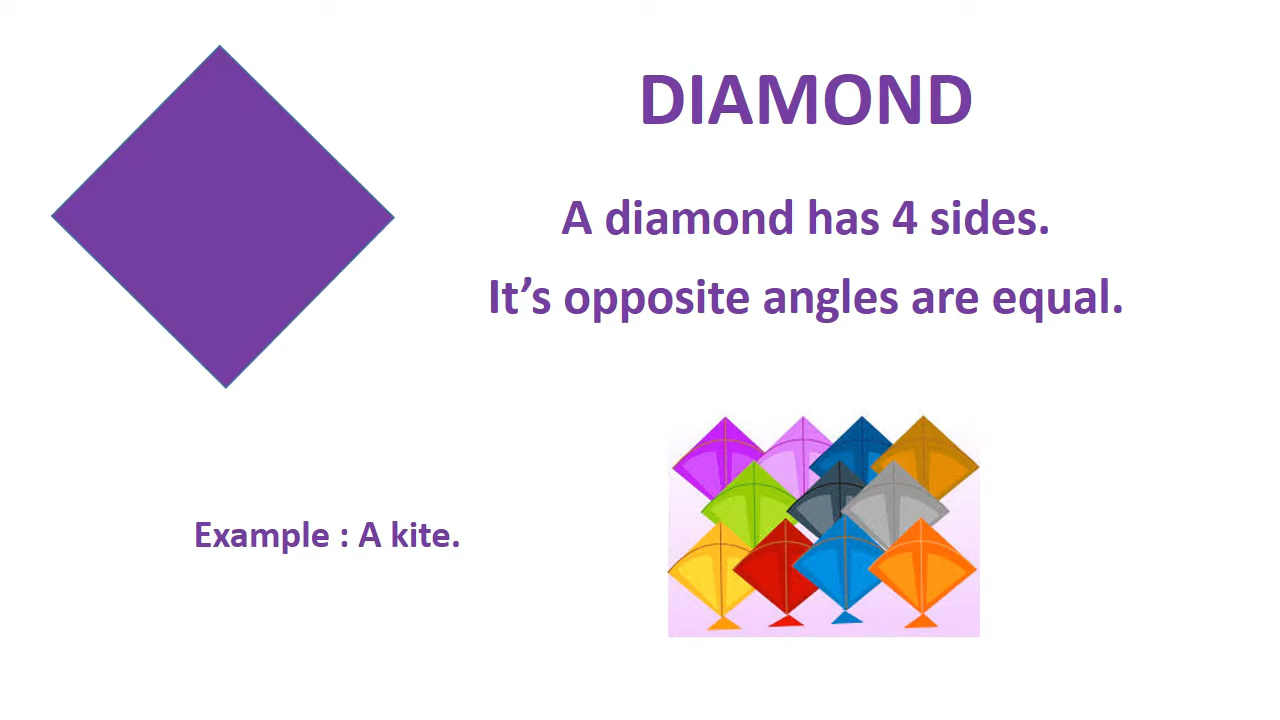 DIAMOND
A diamond has 4 sides.
It’s opposite angles are equal.
Example : A kite.